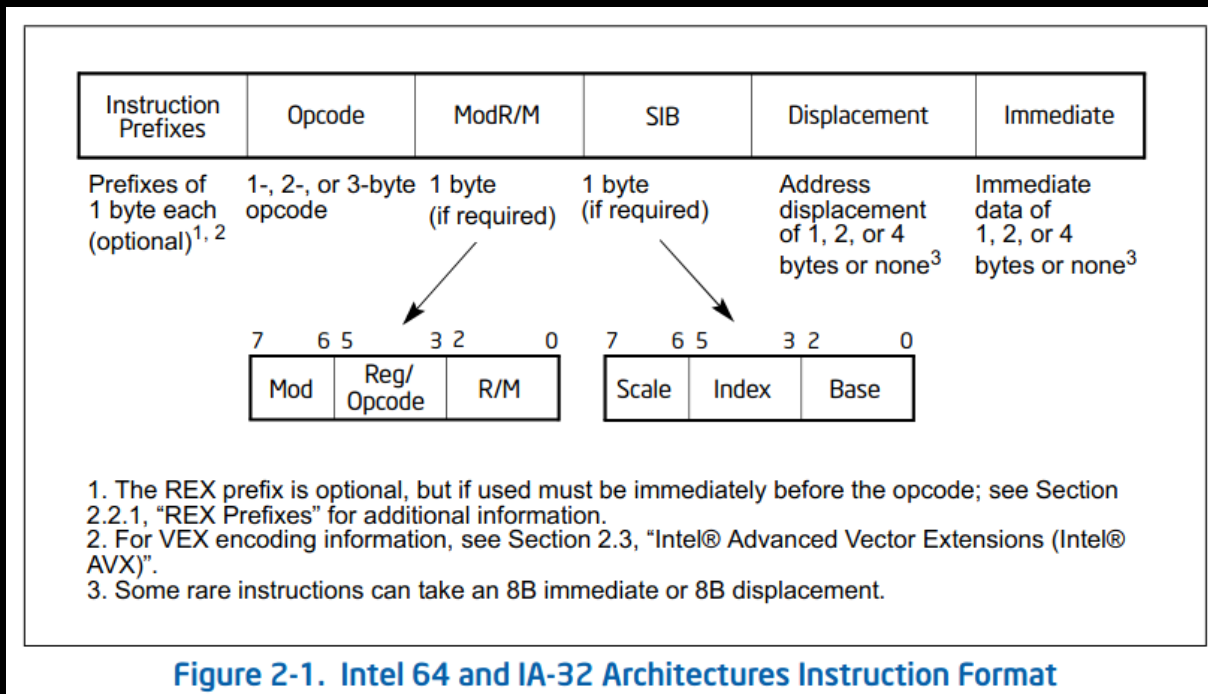 Instruction Prefixes
Opcode
ModR/M
SIB
Displacement
Immediate
Prefixes of
1 byte each
(optional)1, 2
1-, 2-, or 3-byte
opcode
1 byte
(if required)
1 byte
(if required)
Address
displacement
of 1, 2, or 4
bytes or none3
Immediate
data of
1, 2, or 4
bytes or none3
7 6 5 3 2 0
Mod
Reg/
Opcode
R/M
7 6 5 3 2 0
Scale Index Base
1. The REX prefix is optional, but if used must be immediately before the opcode; see Section
2.2.1, “REX Prefixes” for additional information.
2. For VEX encoding information, see Section 2.3, “Intel® Advanced Vector Extensions (Intel®
AVX)”.
3. Some rare instructions can take an 8B immediate or 8B displacement.
Figure 2-1. Intel 64 and IA-32 Architectures Instruction Format